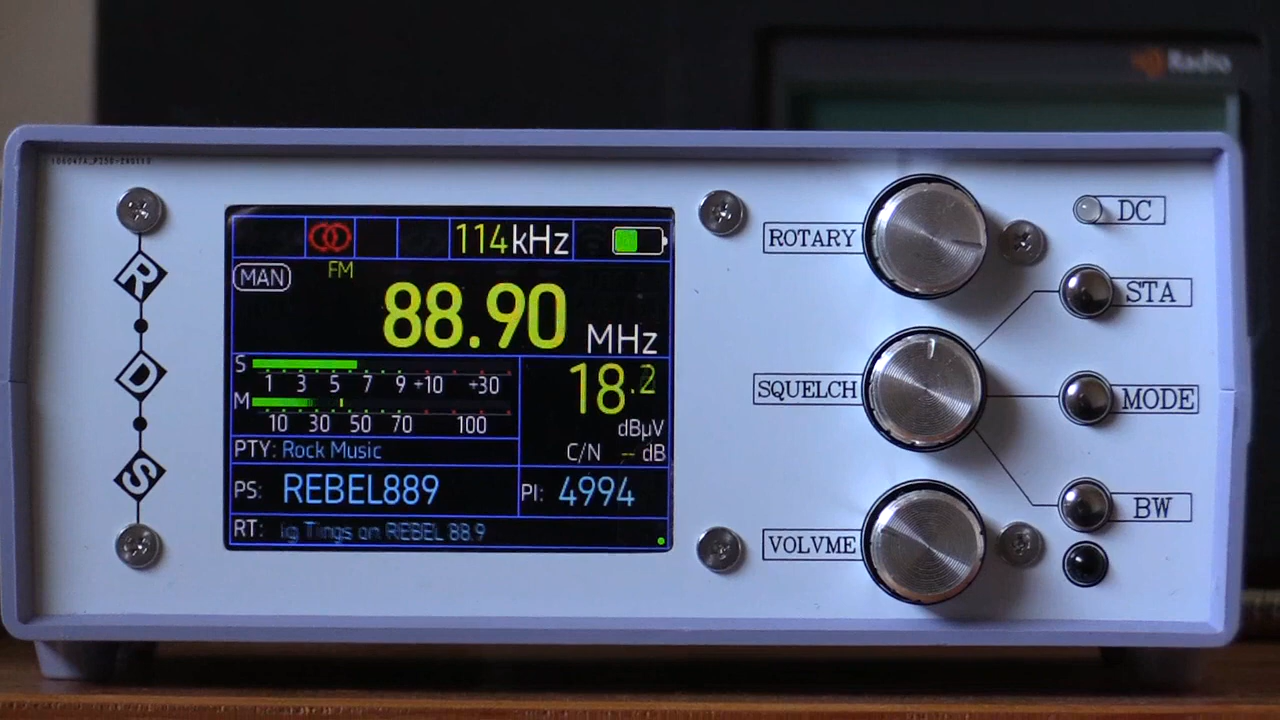 Radio
R
D
S
114kHz
MAN
FM
88.90 MHz
S
1 3 5 7 9 +10 +30
M
10 30 50 70 100
18.2
dBµV
C/N -- dB
PTY: Rock Music
PS: REBEL889
PI: 4994
RT: ig Tings on REBEL 88.9
ROTARY
SQUELCH
VOLVME
DC
STA
MODE
BW